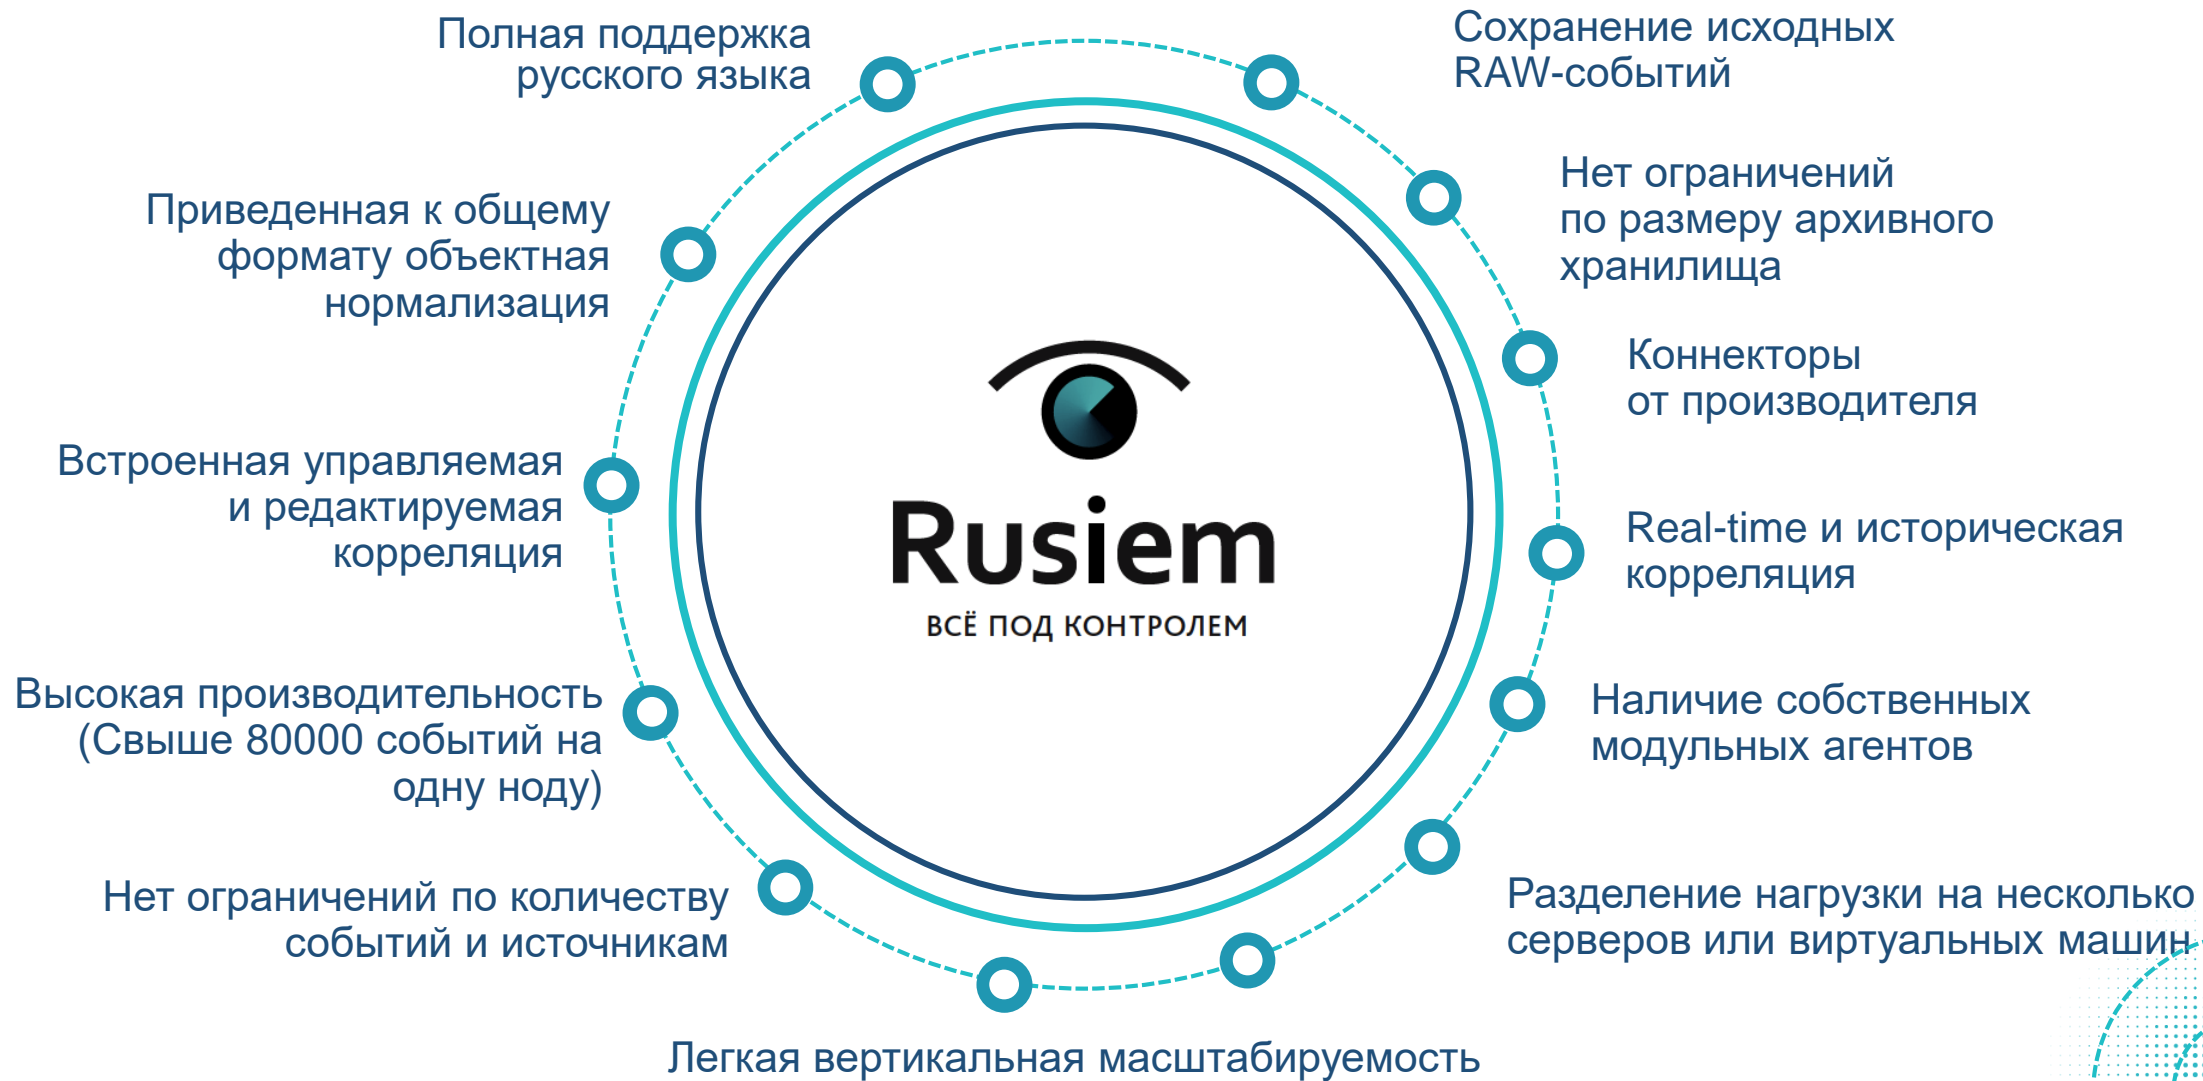 Полная поддержка
русского языка
Приведенная к общему
формату объектная
нормализация
Встроенная управляемая
и редактируемая
корреляция
Высокая производительность
(Свыше 80000 событий на
одну ноду)
Нет ограничений по количеству
событий и источникам
Легкая вертикальная масштабируемость
Rusiem
ВСЁ ПОД КОНТРОЛЕМ
Сохранение исходных
RAW-событий
Нет ограничений
по размеру архивного
хранилища
Коннекторы
от производителя
Real-time и историческая
корреляция
Наличие собственных
модульных агентов
Разделение нагрузки на несколько
серверов или виртуальных машин